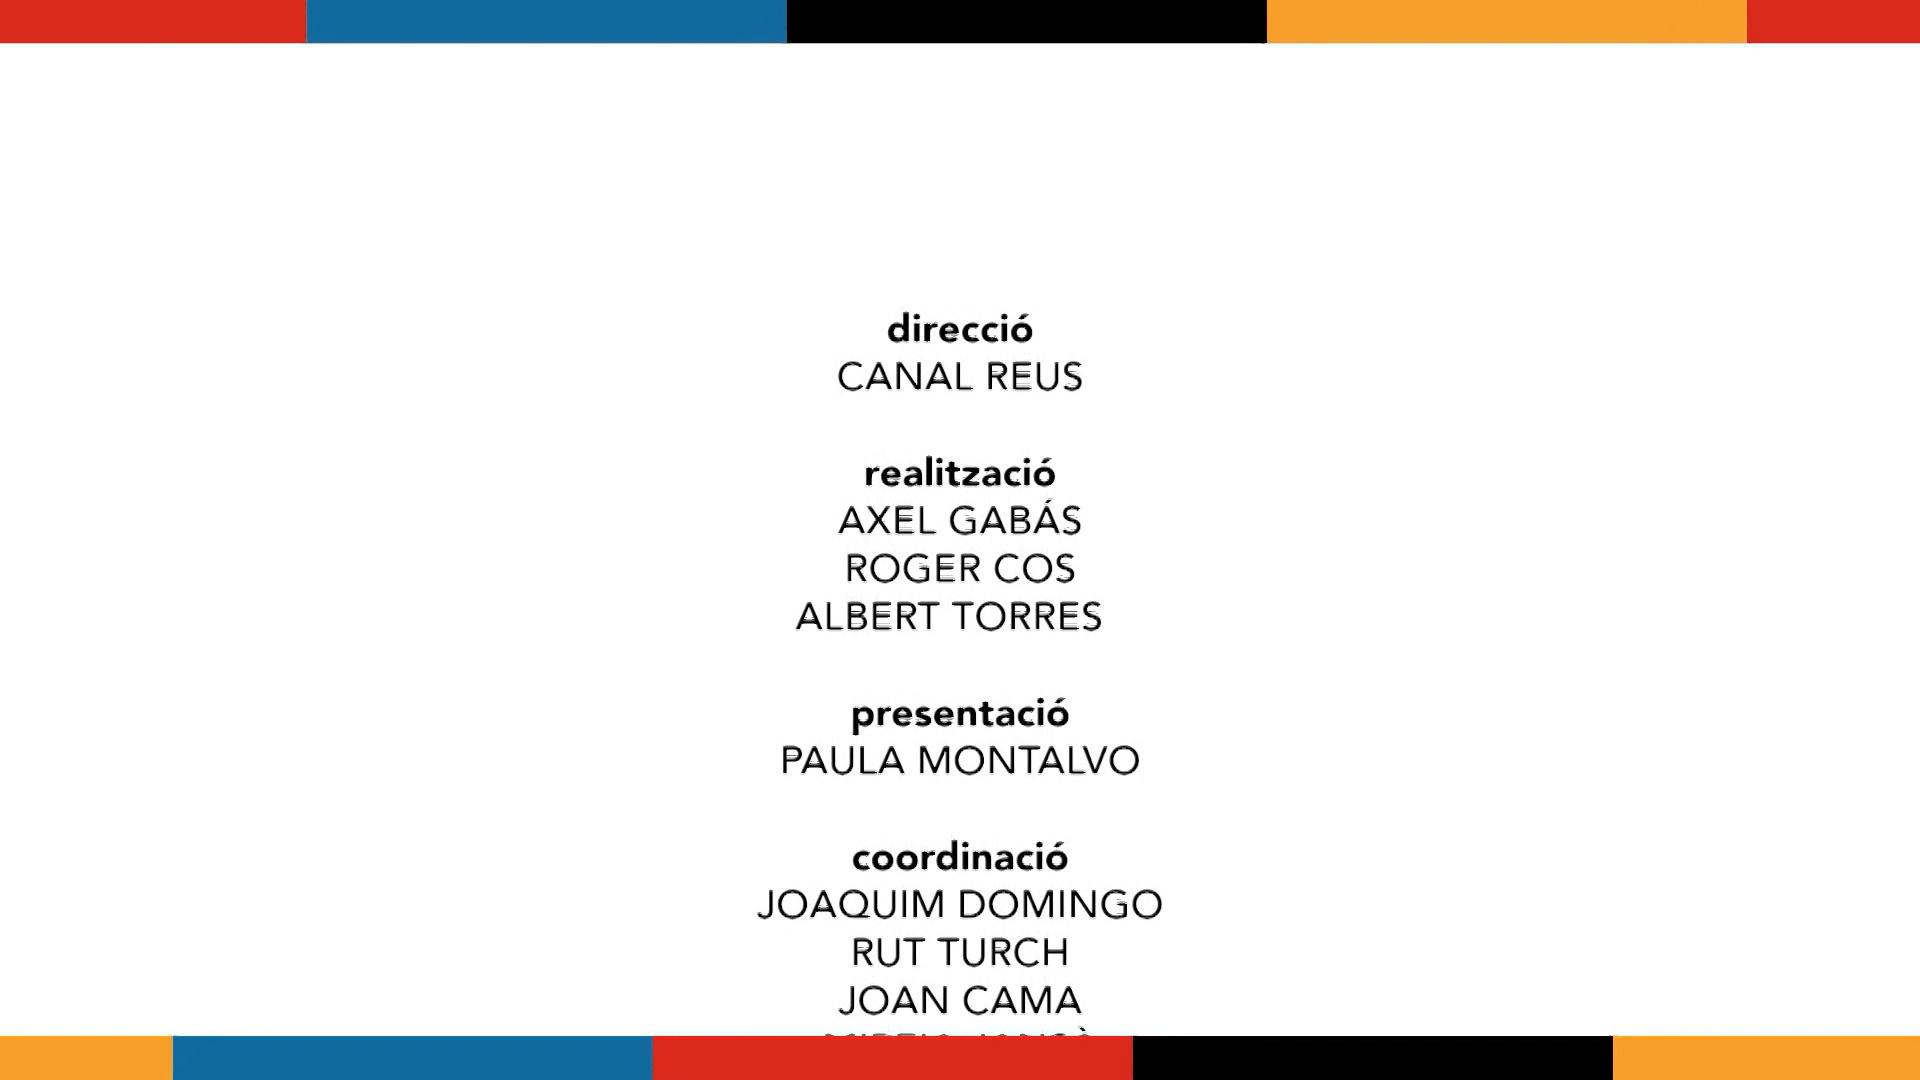 direcció
CANAL REUS
realització
AXEL GABÁS
ROGER COS
ALBERT TORRES
presentació
PAULA MONTALVO
coordinació
JOAQUIM DOMINGO
RUT TURCH
JOAN CAMA